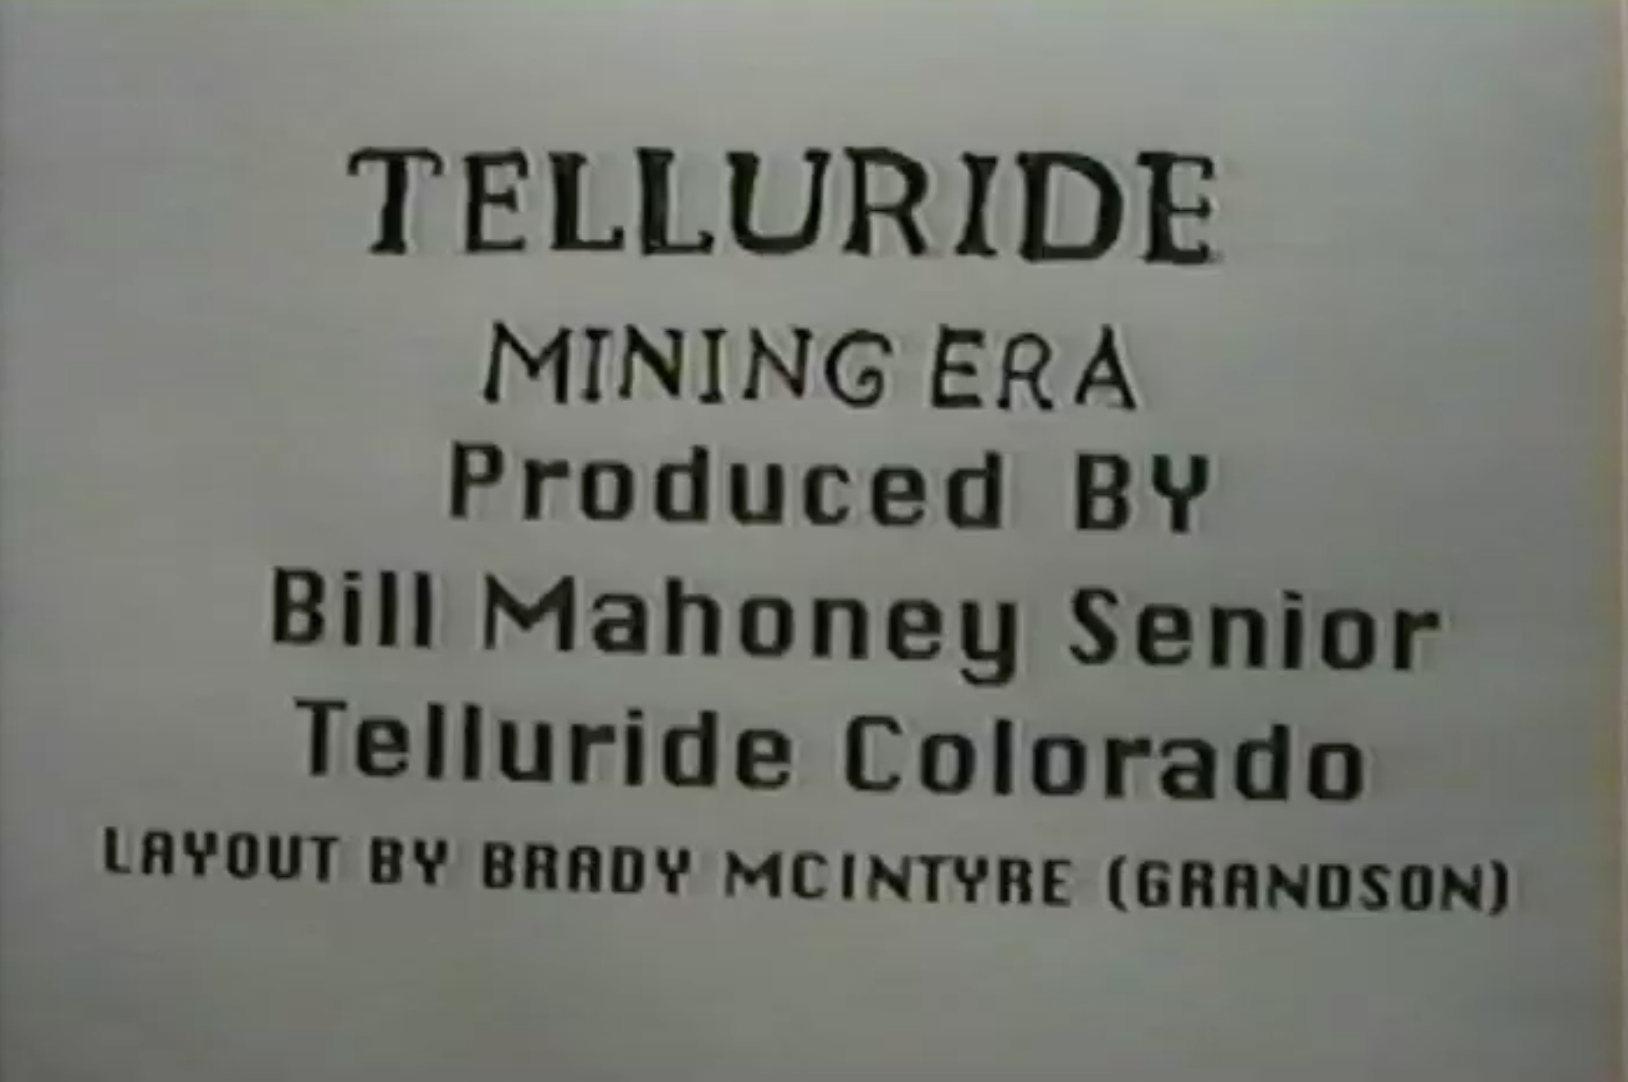 TELLURIDE
MINING ERA
Produced BY
Bill Mahoney Senior
Telluride Colorado
LAYOUT BY BRADY MCINTYRE (GRANDSON)